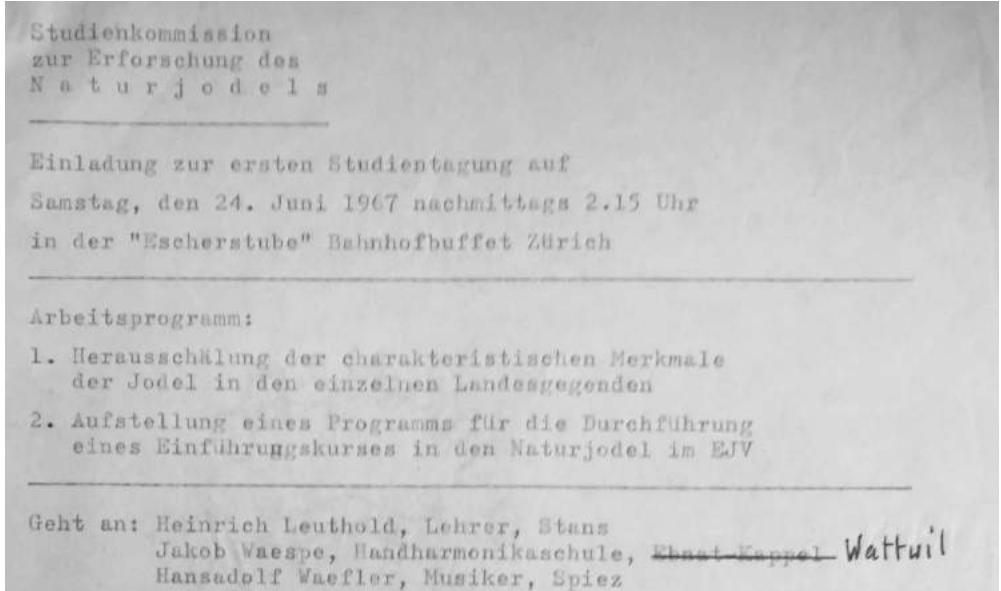 Studienkommission
zur Erforschung des
N a t u r j o d e l s
Einladung zur ersten Studientagung auf
Samstag, den 24. Juni 1967 nachmittags 2.15 Uhr
in der "Escherstube" Bahnhofbuffet Zürich
Arbeitsprogramm:
1. Herausschälung der charakteristischen Merkmale
der Jodel in den einzelnen Landesgegenden
2. Aufstellung eines Programms für die Durchführung
eines Einführungskurses in den Naturjodel im EJV
Geht an: Heinrich Leuthold, Lehrer, Stans
Jakob Waespe, Handharmonikaschule, Ebnat-Kappel Wattwil
Hansadolf Waefler, Musiker, Spiez